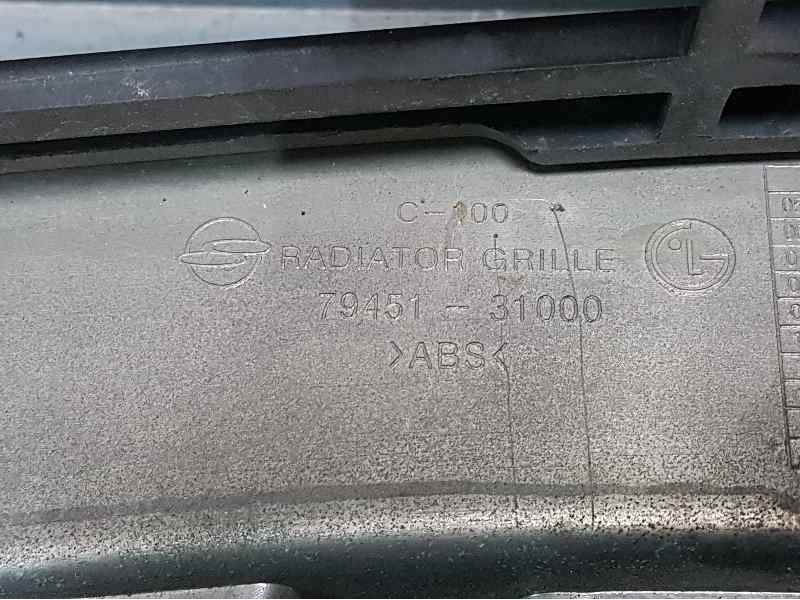 C-100
RADIATOR GRILLE
79451-31000
>ABS<